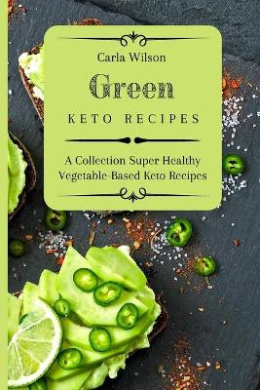 Carla Wilson
Green
KETO RECIPES
A Collection Super Healthy
Vegetable-Based Keto Recipes